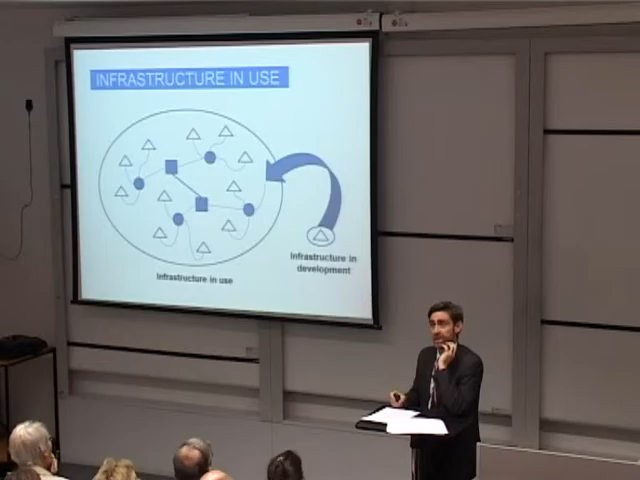 INFRASTRUCTURE IN USE
Infrastructure in
development
Infrastructure in use